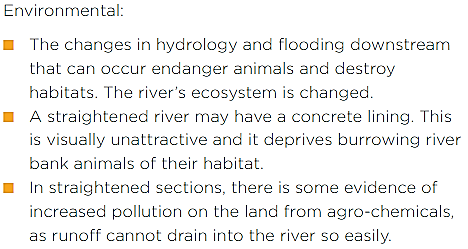 Environmental:
The changes in hydrology and flooding downstream
that can occur endanger animals and destroy
habitats. The river's ecosystem is changed.
A straightened river may have a concrete lining. This
is visually unattractive and it deprives burrowing river
bank animals of their habitat.
In straightened sections, there is some evidence of
increased pollution on the land from agro-chemicals,
as runoff cannot drain into the river so easily.